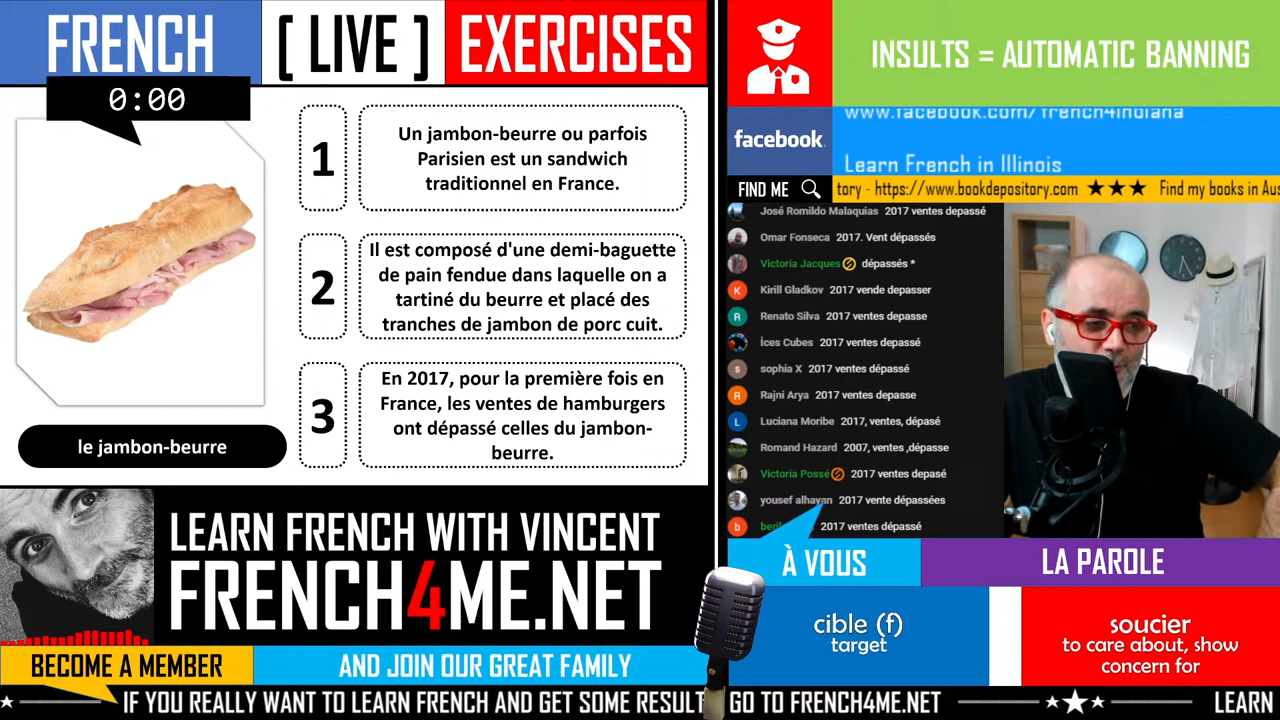 FRENCH [ LIVE ] EXERCISES
0:00
1
Un jambon-beurre ou parfois
Parisien est un sandwich
traditionnel en France.
2
Il est composé d'une demi-baguette
de pain fendue dans laquelle on a
tartiné du beurre et placé des
tranches de jambon de porc cuit.
3
En 2017, pour la première fois en
France, les ventes de hamburgers
ont dépassé celles du jambon-
beurre.
le jambon-beurre
LEARN FRENCH WITH VINCENT
FRENCH4ME.NET
BECOME A MEMBER
AND JOIN OUR GREAT FAMILY
INSULTS = AUTOMATIC BANNING
facebook.
www.facebook.com/french4indiana
Learn French in Illinois
FIND ME
tory - https://www.bookdepository.com ★★★ Find my books in Aus
José Romildo Malaquias 2017 ventes depassé
Omar Fonseca 2017. Vent dépassés
Victoria Jacques dépassés *
Kirill Gladkov 2017 vende depasser
Renato Silva 2017 ventes depasse
İces Cubes 2017 ventes depassé
sophia X 2017 ventes dépassé
Rajni Arya 2017 ventes depasse
Luciana Moribe 2017, ventes, dépasé
Romand Hazard 2007, ventes ,dépasse
Victoria Possé 2017 ventes depasé
yousef alhayan 2017 vente dépassées
2017 ventes dépassé
À VOUS
LA PAROLE
cible (f)
target
soucier
to care about, show
concern for
IF YOU REALLY WANT TO LEARN FRENCH AND GET SOME RESULT GO TO FRENCH4ME.NET ★ LEARN